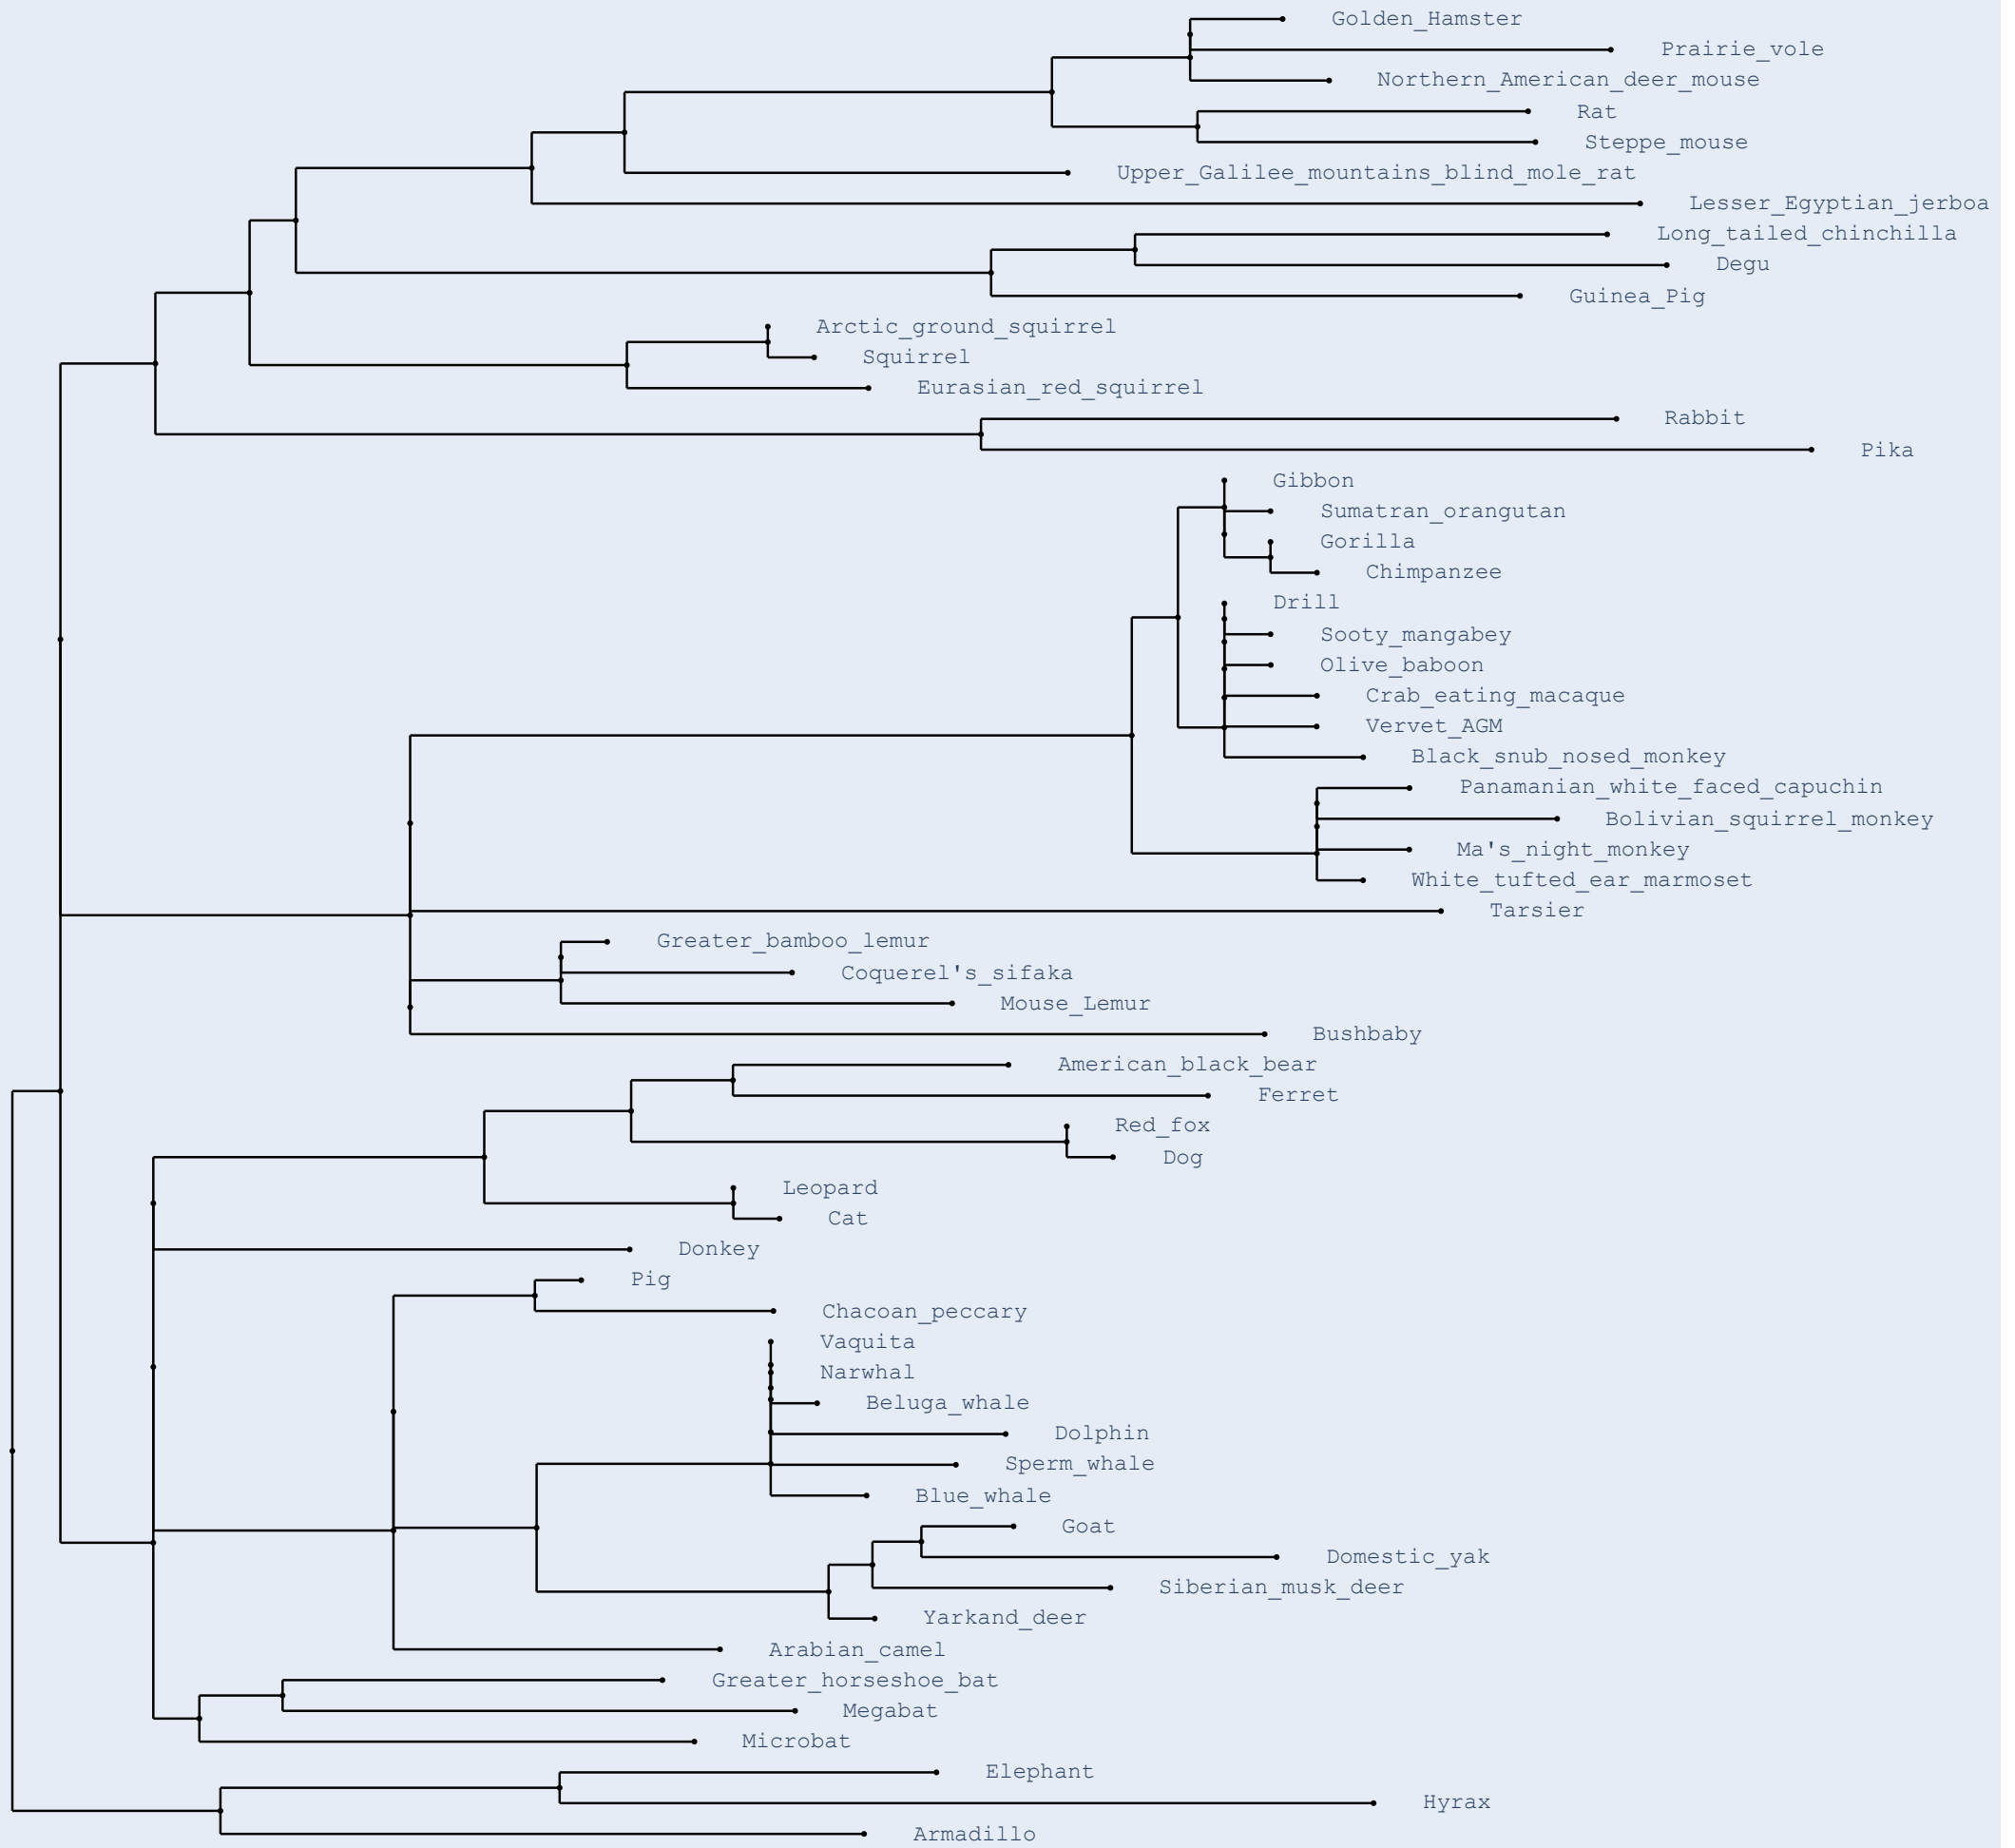 Golden_Hamster
Prairie_vole
Northern_American_deer_mouse
Rat
Steppe_mouse
Upper_Galilee_mountains_blind_mole_rat
Lesser_Egyptian_jerboa
Long_tailed_chinchilla
Degu
Guinea_Pig
Arctic_ground_squirrel
Squirrel
Eurasian_red_squirrel
Rabbit
Pika
Gibbon
Sumatran_orangutan
Gorilla
Chimpanzee
Drill
Sooty_mangabey
Olive_baboon
Crab_eating_macaque
Vervet_AGM
Black_snub_nosed_monkey
Panamanian_white_faced_capuchin
Bolivian_squirrel_monkey
Ma's_night_monkey
White_tufted_ear_marmoset
Tarsier
Greater_bamboo_lemur
Coquerel's_sifaka
Mouse_Lemur
Bushbaby
American_black_bear
Ferret
Red_fox
Dog
Leopard
Cat
Donkey
Pig
Chacoan_peccary
Vaquita
Narwhal
Beluga_whale
Dolphin
Sperm_whale
Blue_whale
Goat
Domestic_yak
Siberian_musk_deer
Yarkand_deer
Arabian_camel
Greater_horseshoe_bat
Megabat
Microbat
Elephant
Hyrax
Armadillo